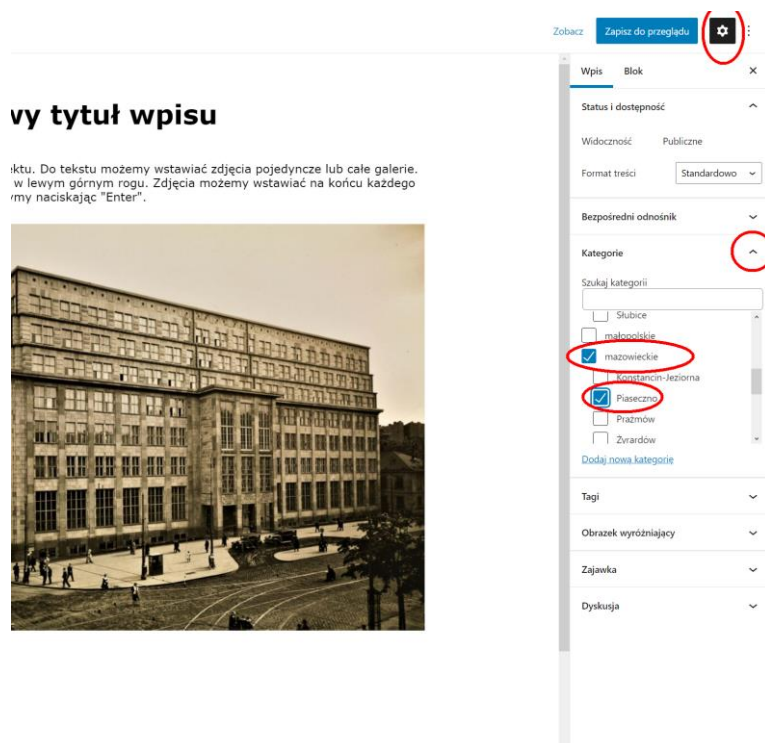 Zobacz Zapisz do przeglądu
Wpis Blok
Status i dostępność
Widoczność Publiczne
Format treści Standardowo
Bezpośredni odnośnik
Kategorie
Szukaj kategorii
Słubice
małopolskie
mazowieckie
Konstancin-Jeziorna
Piaseczno
Prażmów
Żyrardów
Dodaj nową kategorię
Tagi
Obrazek wyróżniający
Zajawka
Dyskusja
wy tytuł wpisu
ektu. Do tekstu możemy wstawiać zdjęcia pojedyncze lub całe galerie.
w lewym górnym rogu. Zdjęcia możemy wstawiać na końcu każdego
ymy naciskając "Enter".